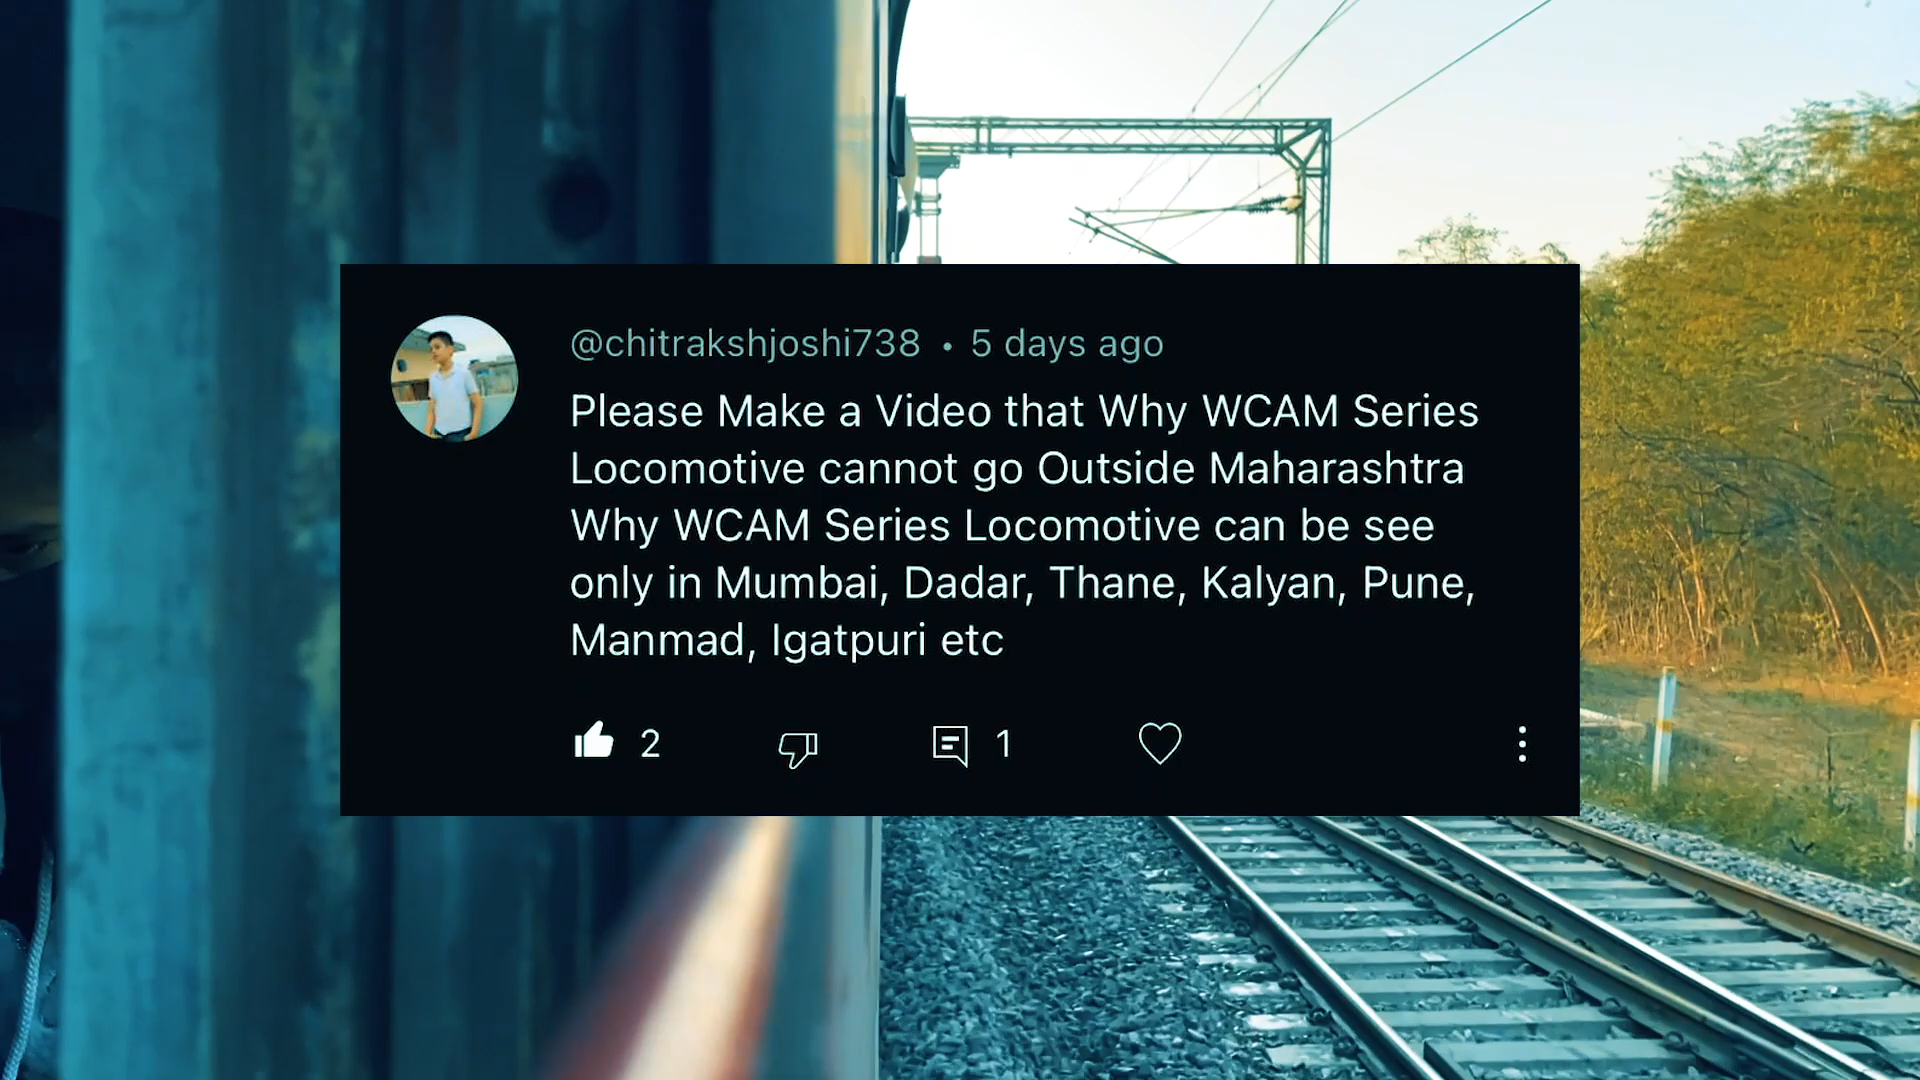 @chitrakshjoshi738 • 5 days ago
Please Make a Video that Why WCAM Series
Locomotive cannot go Outside Maharashtra
Why WCAM Series Locomotive can be see
only in Mumbai, Dadar, Thane, Kalyan, Pune,
Manmad, Igatpuri etc
2 1